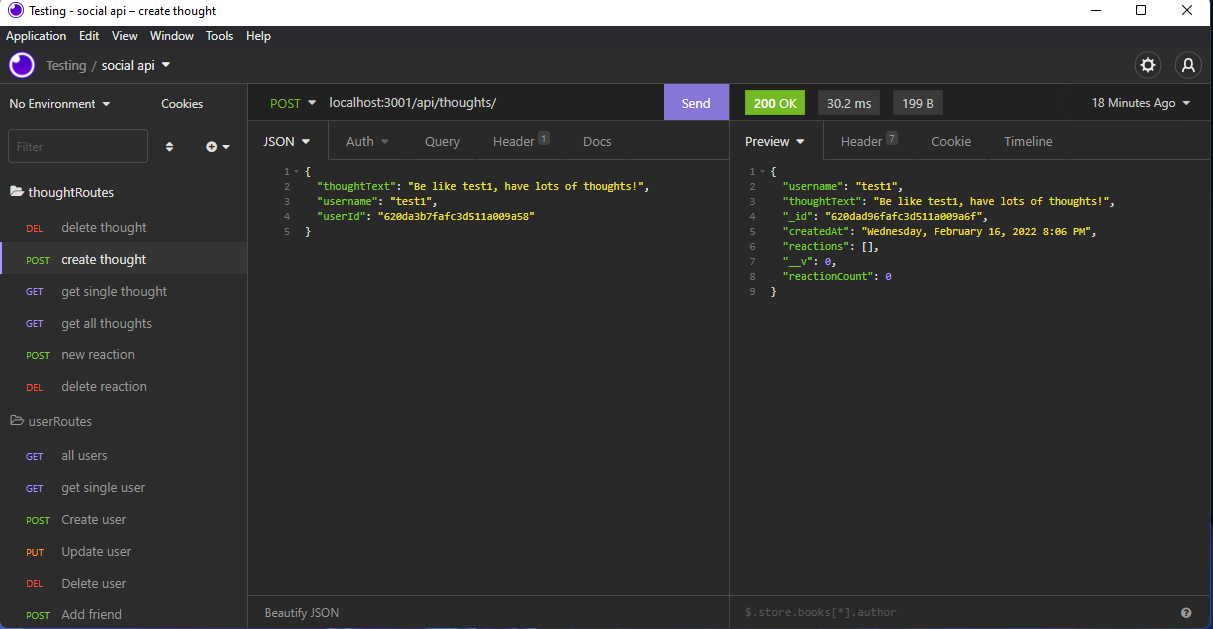 Testing - social api – create thought
Application Edit View Window Tools Help
Testing / social api
No Environment Cookies
Filter
thoughtRoutes
DEL delete thought
POST create thought
GET get single thought
GET get all thoughts
POST new reaction
DEL delete reaction
userRoutes
GET all users
GET get single user
POST Create user
PUT Update user
DEL Delete user
POST Add friend
POST localhost:3001/api/thoughts/ Send
JSON Auth Query Header 1 Docs
1 {
2 "thoughtText": "Be like test1, have lots of thoughts!",
3 "username": "test1",
4 "userId": "620da3b7fafc3d511a009a58"
5 }
Beautify JSON
200 OK 30.2 ms 199 B 18 Minutes Ago
Preview Header 7 Cookie Timeline
1 {
2 "username": "test1",
3 "thoughtText": "Be like test1, have lots of thoughts!",
4 "_id": "620dad96fafc3d511a009a6f",
5 "createdAt": "Wednesday, February 16, 2022 8:06 PM",
6 "reactions": [],
7 "__v": 0,
8 "reactionCount": 0
9 }
$.store.books[*].author